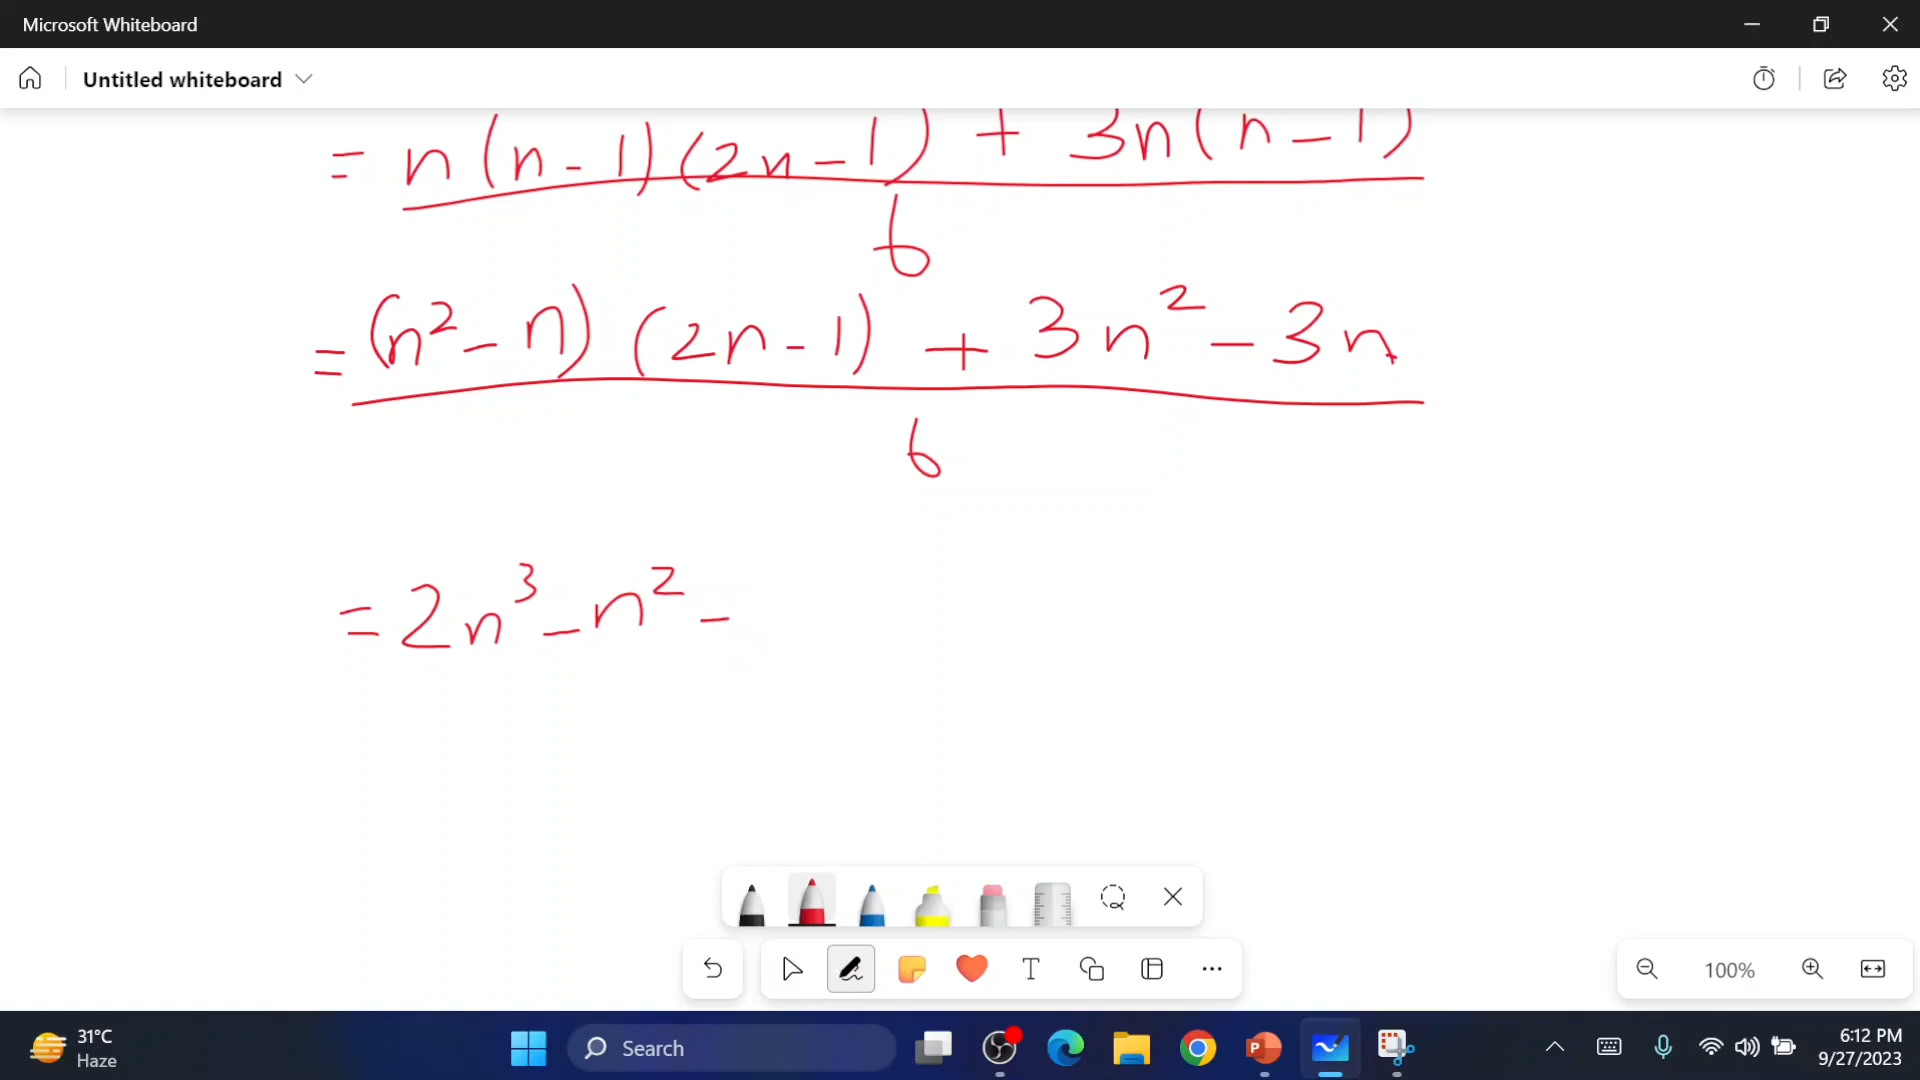 Microsoft Whiteboard
Untitled whiteboard
= n(n-1)(2n-1) + 3n(n-1)
6
= (n²-n)(2n-1) + 3n²-3n
6
= 2n³-n²-
T
100%
31°C
Haze
Search
P
6:12 PM
9/27/2023